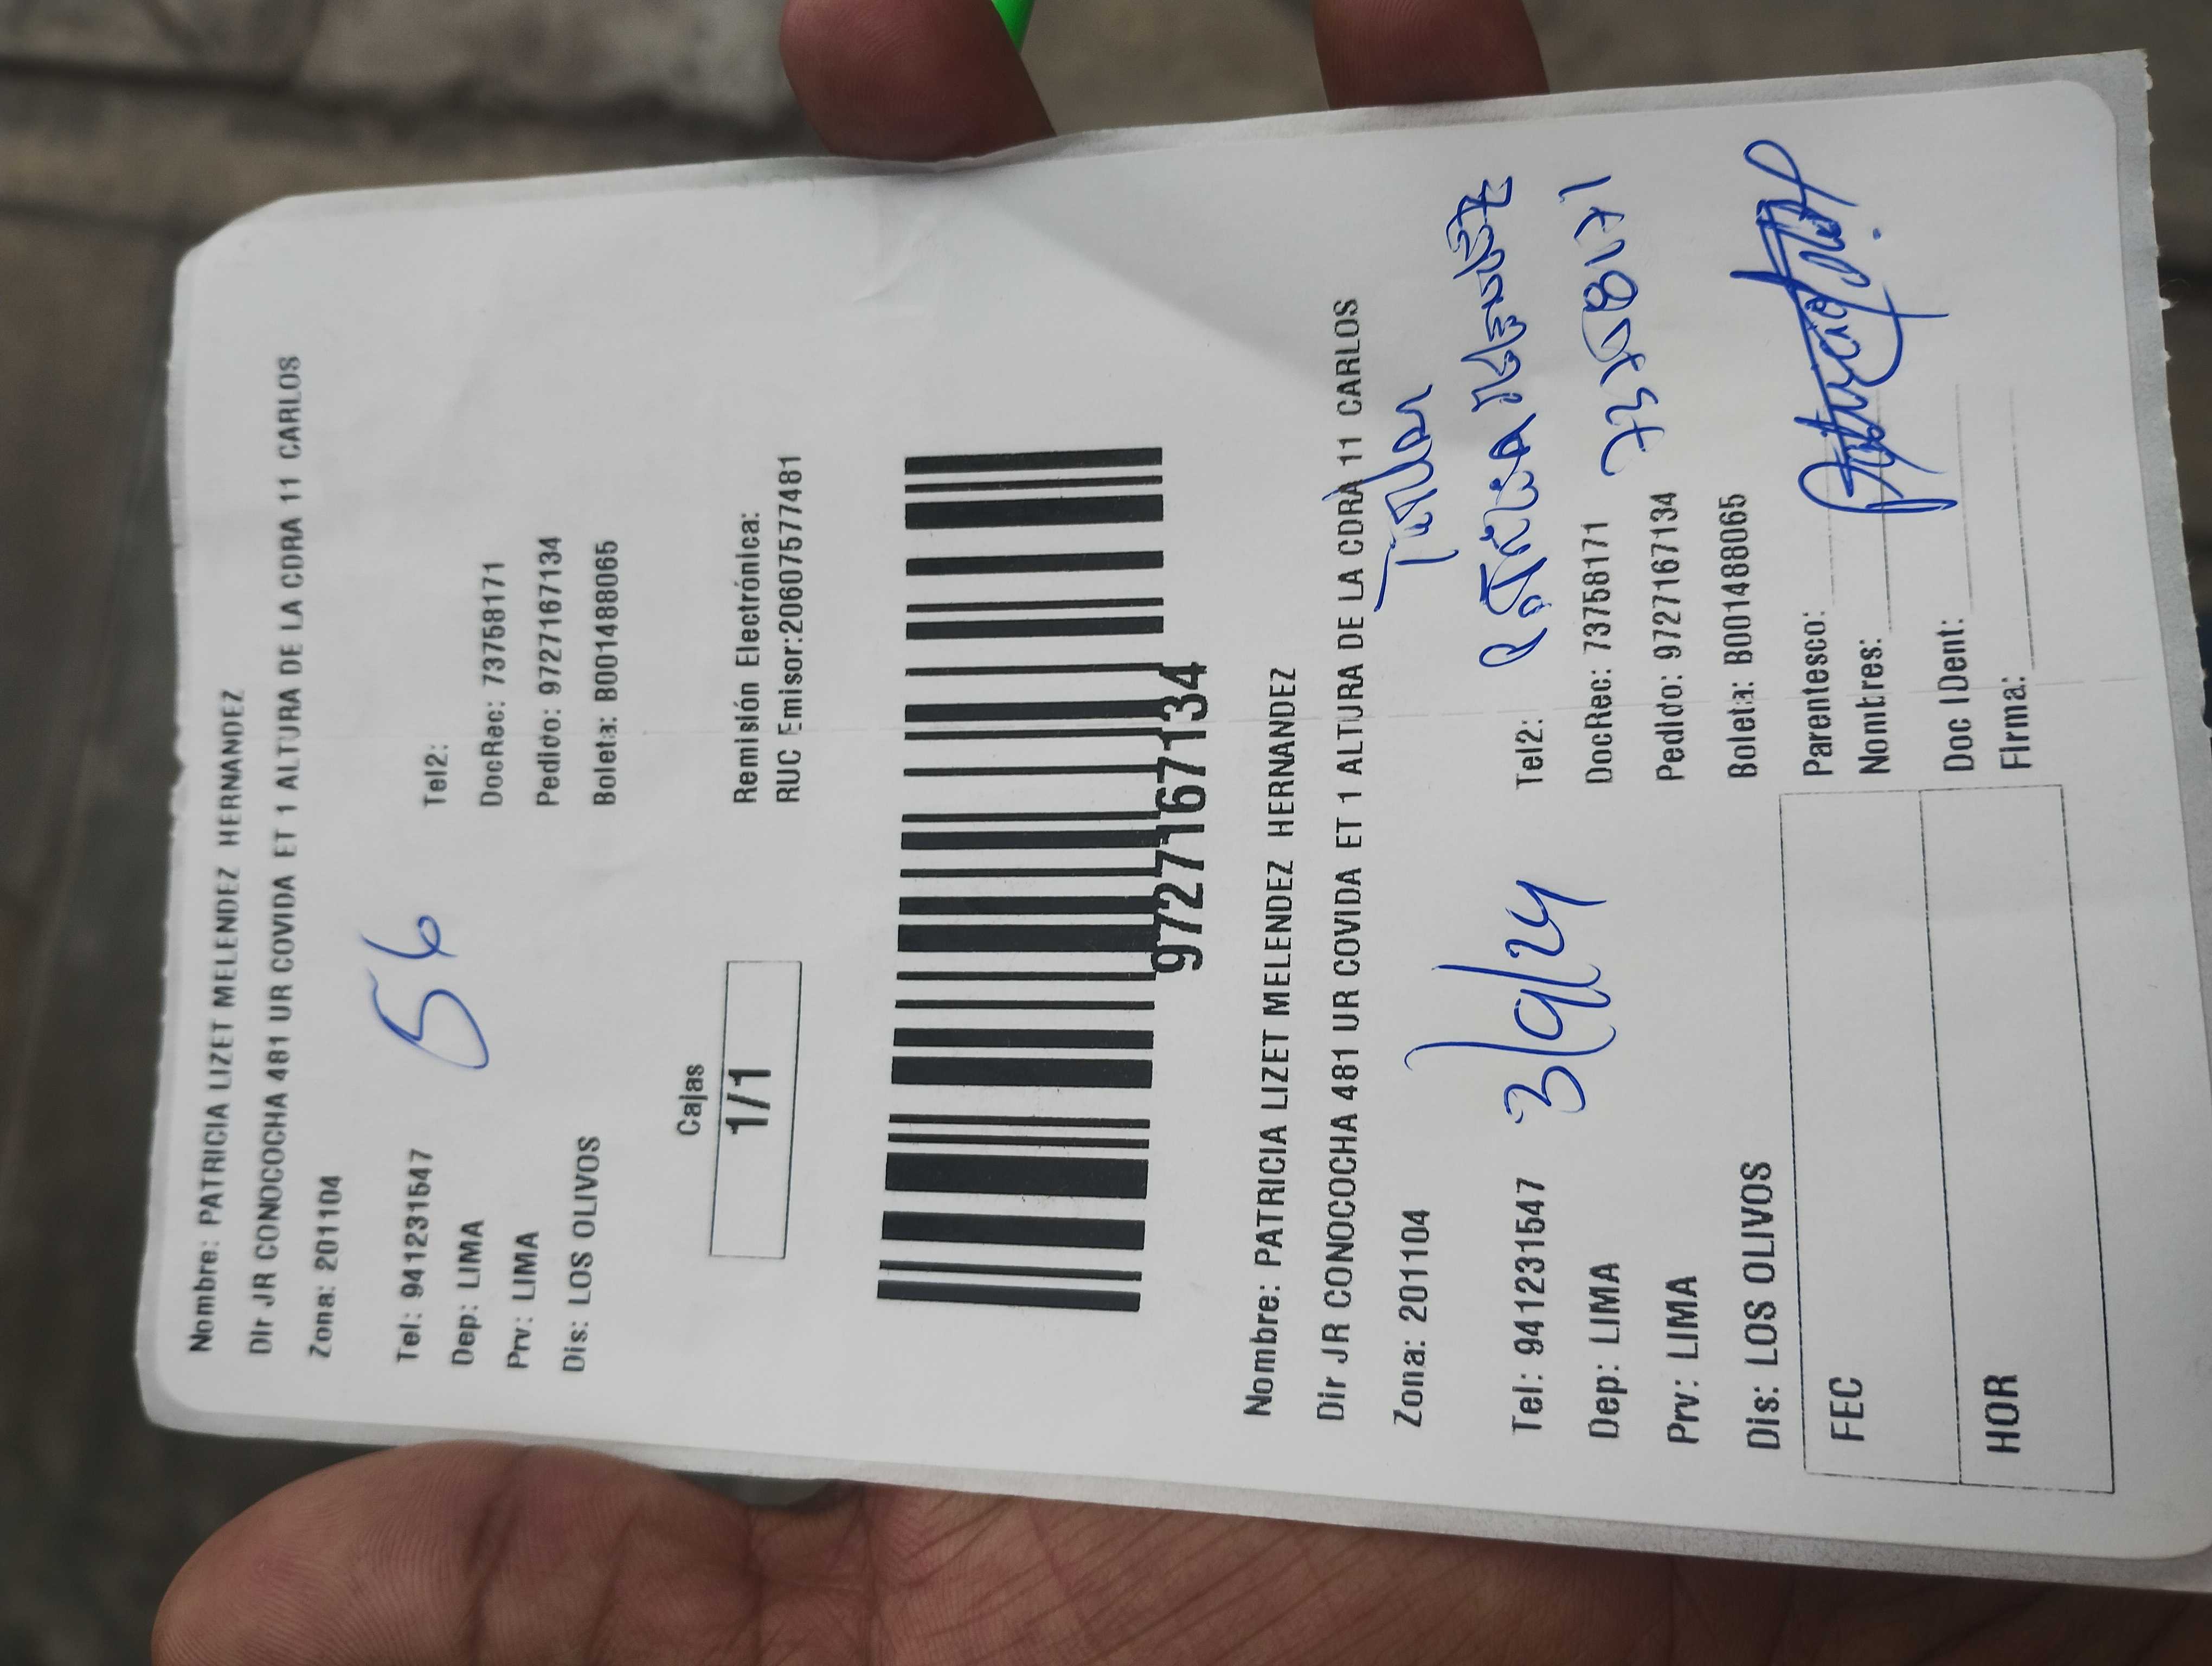 Nombre: PATRICIA LIZET MELENDEZ HERNANDEZ
Dir JR CONOCOCHA 481 UR COVIDA ET 1 ALTURA DE LA CDRA 11 CARLOS
Zona: 201104
56
Tel: 941231547 Tel2:
Dep: LIMA DocRec: 73758171
Prv: LIMA Pedido: 9727167134
Dis: LOS OLIVOS Boleta: B001488065
Cajas
1/1
Remisión Electrónica:
RUC Emisor:20607577481
9727167134
Nombre: PATRICIA LIZET MELENDEZ HERNANDEZ
Dir JR CONOCOCHA 481 UR COVIDA ET 1 ALTURA DE LA CDRA 11 CARLOS
Titular
Zona: 201104
Patricia Melendez
Tel: 941231547 3/9/24 Tel2:
73758171
Dep: LIMA DocRec: 73758171
Prv: LIMA Pedido: 9727167134
Dis: LOS OLIVOS Boleta: B001488065
FEC
HOR
Parentesco:
Nombres:
Doc IDent:
Firma: